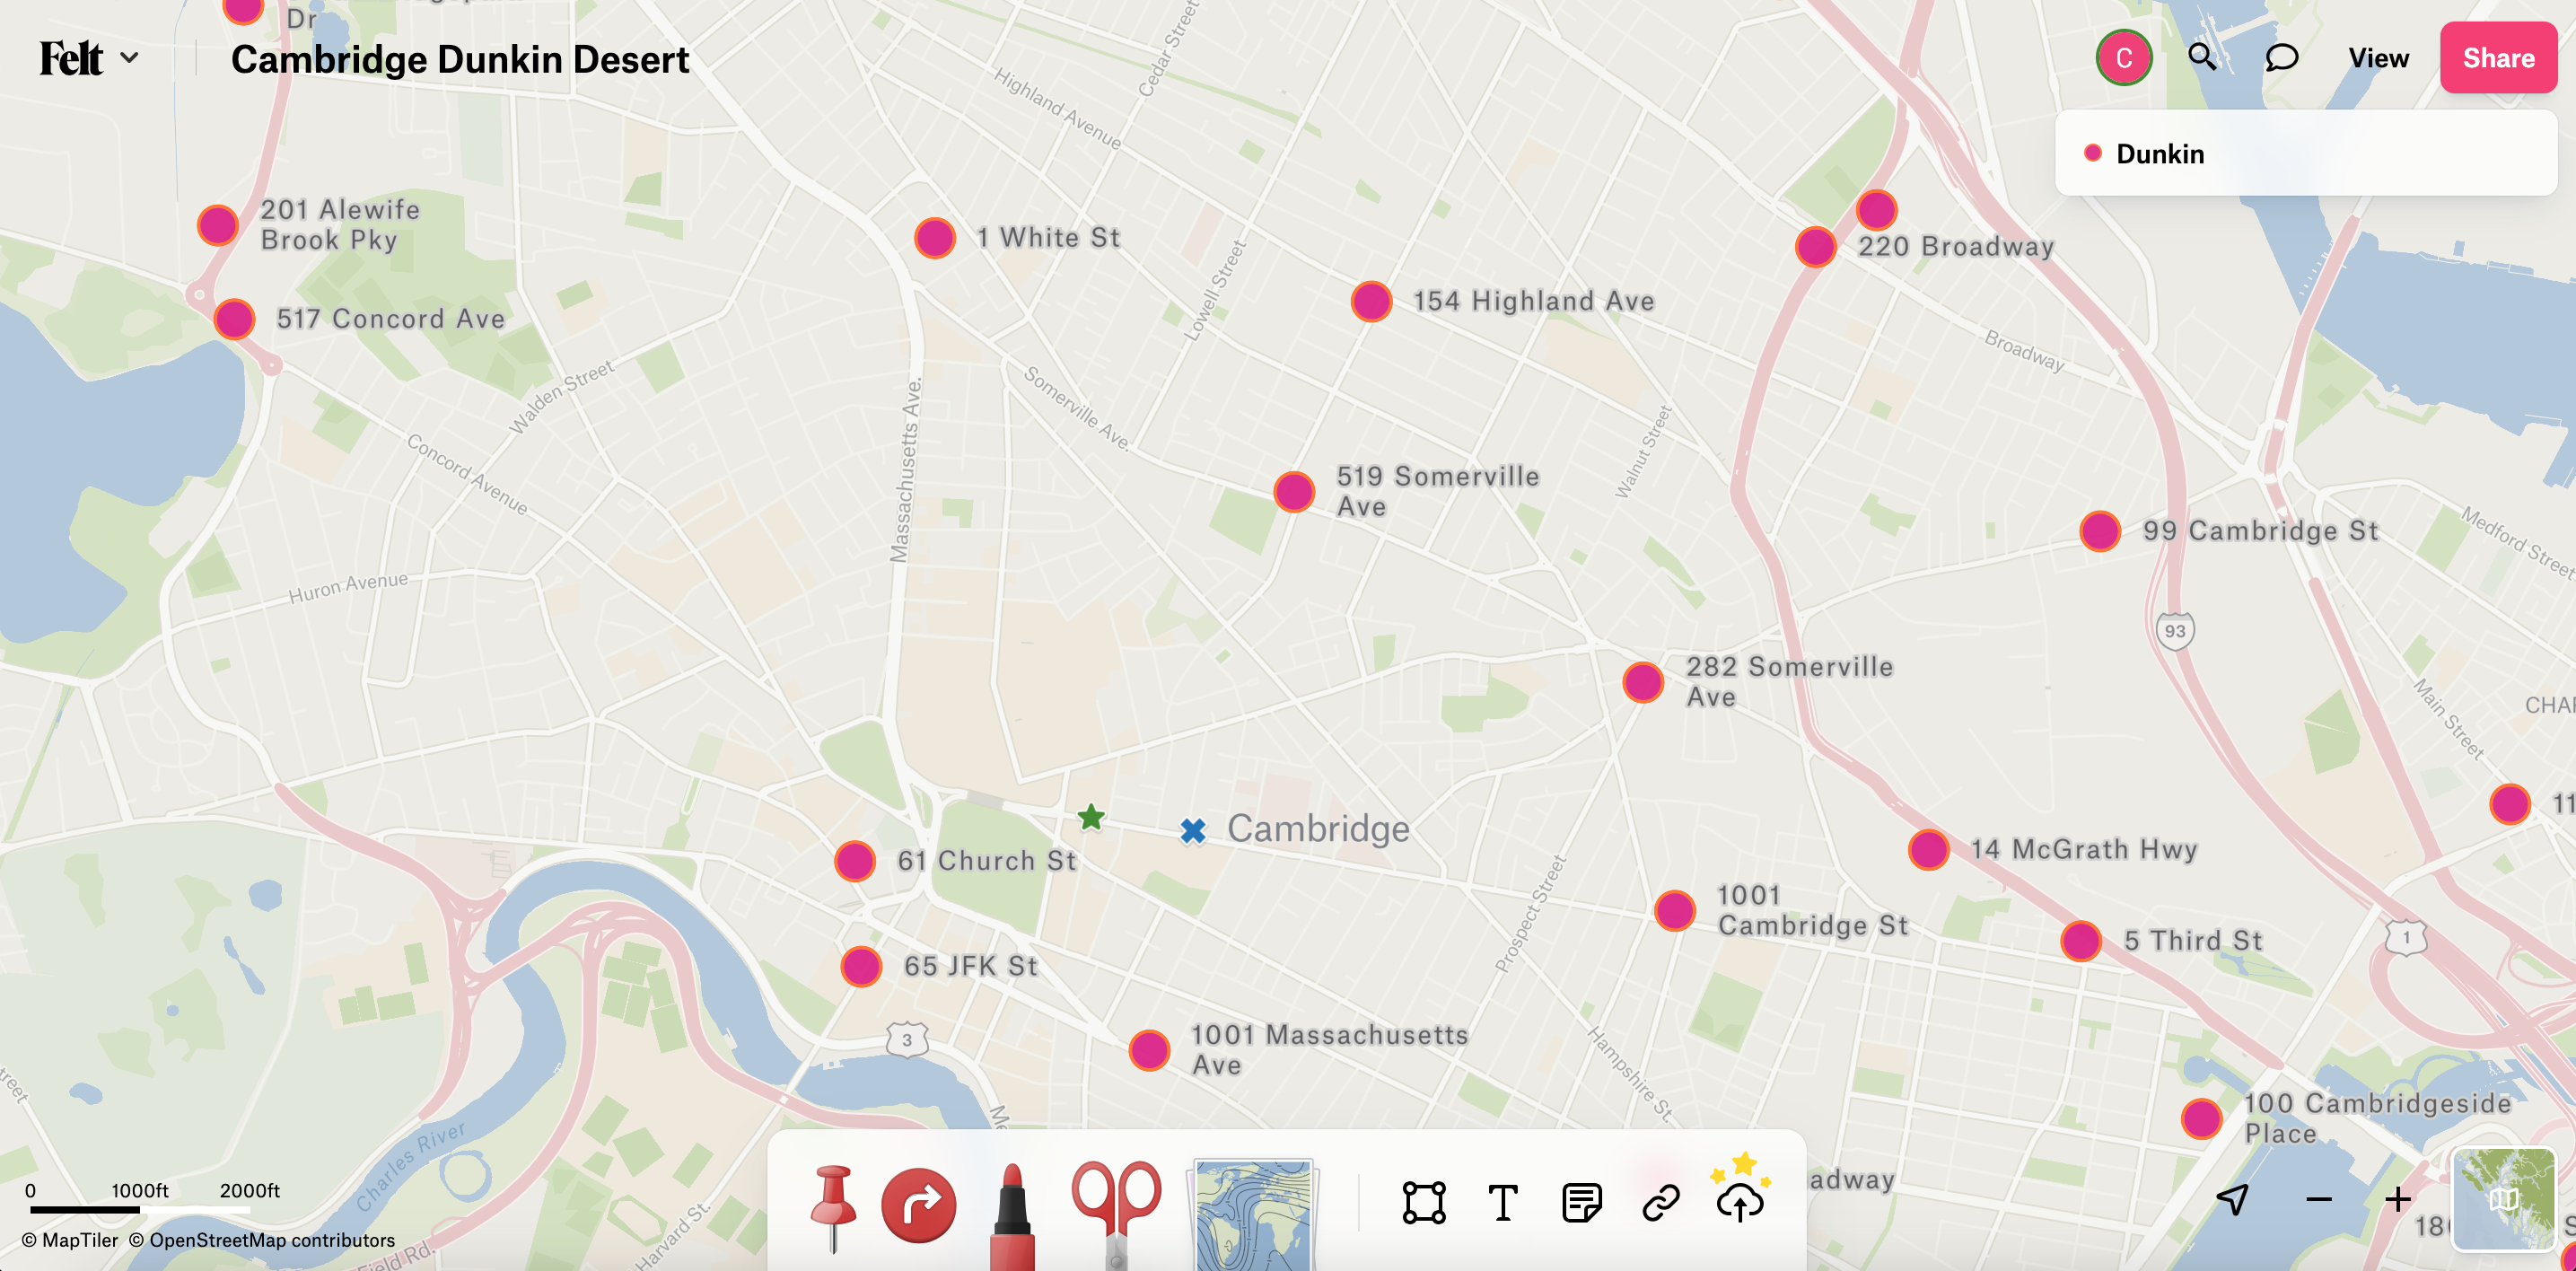 Dr
Felt
Cambridge Dunkin Desert
C
View
Share
Dunkin
Highland Avenue
Cedar Street
201 Alewife
Brook Pky
1 White St
220 Broadway
154 Highland Ave
517 Concord Ave
Lowell Street
Broadway
Walden Street
Somerville Ave.
Massachusetts Ave.
Concord Avenue
Walnut Street
519 Somerville
Ave
99 Cambridge St
Medford Street
Huron Avenue
93
282 Somerville
Ave
Main Street
CHAR
11
Cambridge
61 Church St
14 McGrath Hwy
1001
Cambridge St
Prospect Street
1
5 Third St
65 JFK St
3
1001 Massachusetts
Ave
Hampshire St.
reet
Me
100 Cambridgeside
Place
Charles River
adway
0 1000ft 2000ft
T
18
S
Harvard St.
Field Rd.
© MapTiler © OpenStreetMap contributors